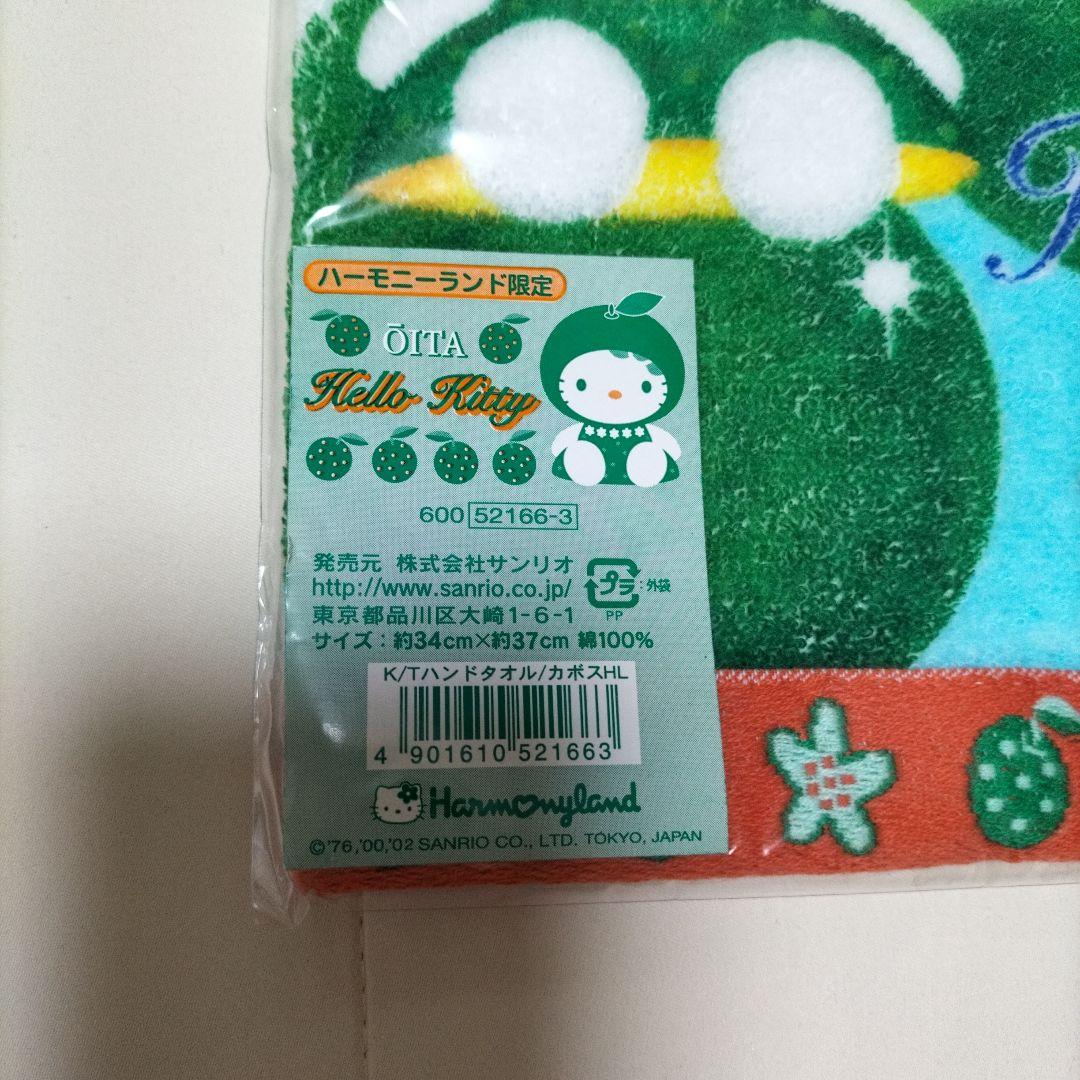 ハーモニーランド限定
ŌITA
Hello Kitty
600 52166-3
発売元 株式会社サンリオ
http://www.sanrio.co.jp/
プラ:外袋
PP
東京都品川区大崎1-6-1
サイズ:約34cm×約37cm 綿100%
K/Tハンドタオル/カボスHL
4 901610 521663
Harmonyland
©'76,'00,'02 SANRIO CO., LTD. TOKYO, JAPAN